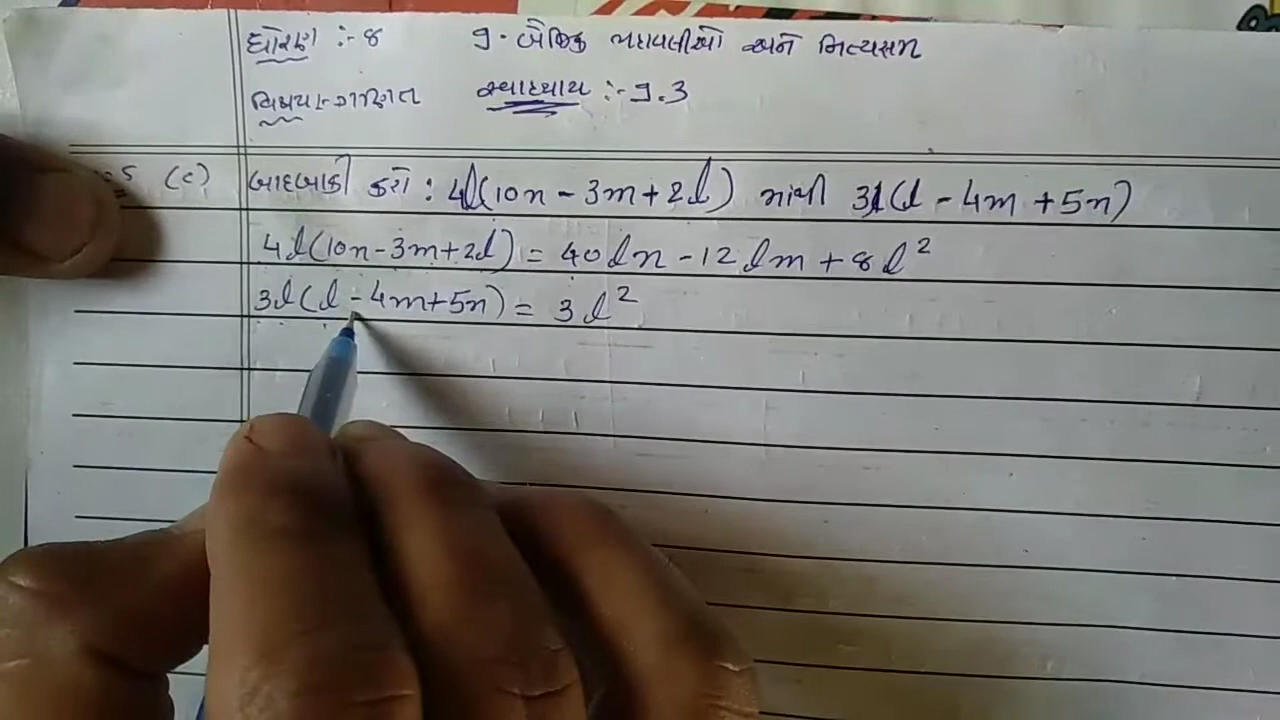 ધોરણ :- 8 9. બૈજિક પદાવલીઓ અને નિત્યસમ
વિષય :- ગણિત સ્વાધ્યાય :- 9.3
(c) બાદબાકી કરો : 4l(10n - 3m + 2l) માંથી 3l(l - 4m + 5n)
4l(10n - 3m + 2l) = 40ln - 12lm + 8l²
3l(l - 4m + 5n) = 3l²